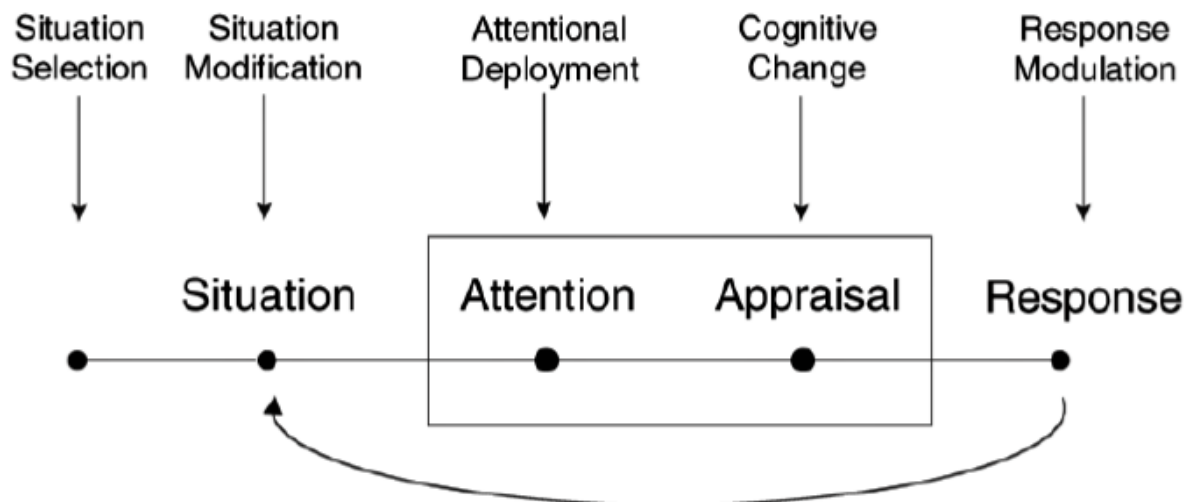 Situation
Selection
Situation
Modification
Attentional
Deployment
Cognitive
Change
Response
Modulation
Situation
Attention
Appraisal
Response